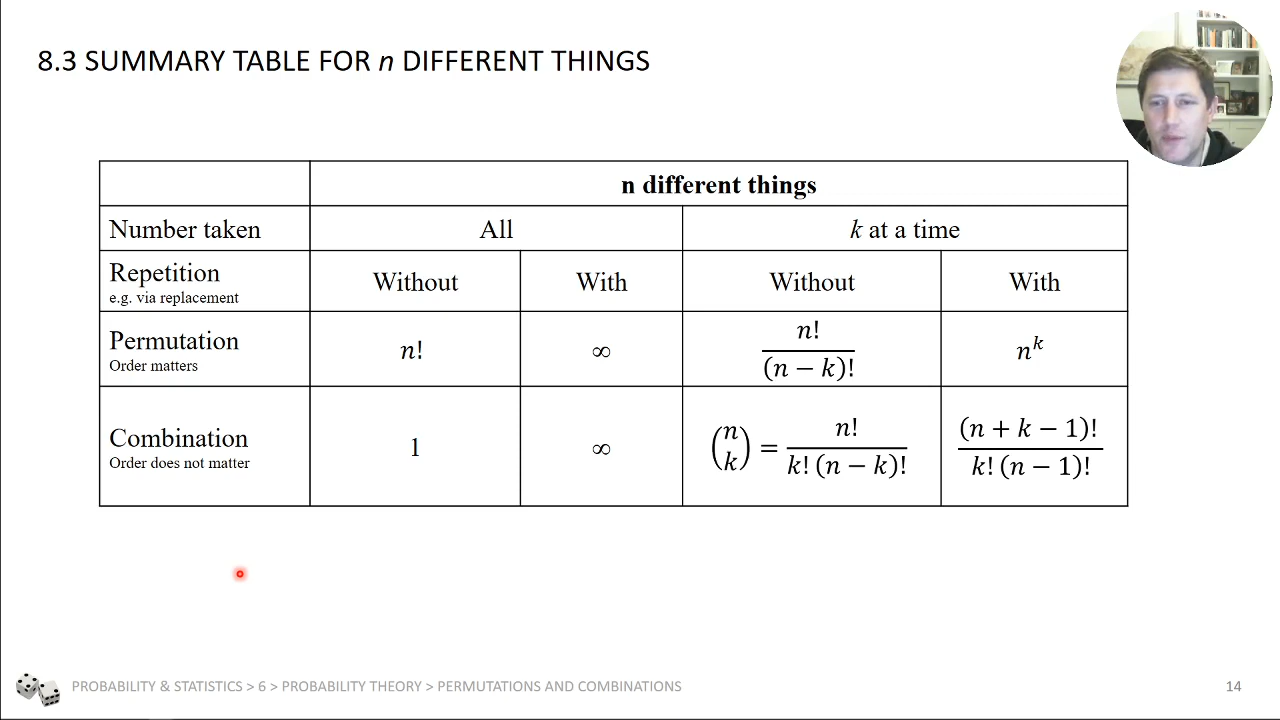 8.3 SUMMARY TABLE FOR n DIFFERENT THINGS
n different things
Number taken All k at a time
Repetition
e.g. via replacement
Without With Without With
Permutation
Order matters
n! ∞ n!/(n − k)! n^k
Combination
Order does not matter
1 ∞ (n k) = n!/k!(n − k)! (n + k − 1)!/k!(n − 1)!
PROBABILITY & STATISTICS > 6 > PROBABILITY THEORY > PERMUTATIONS AND COMBINATIONS 14